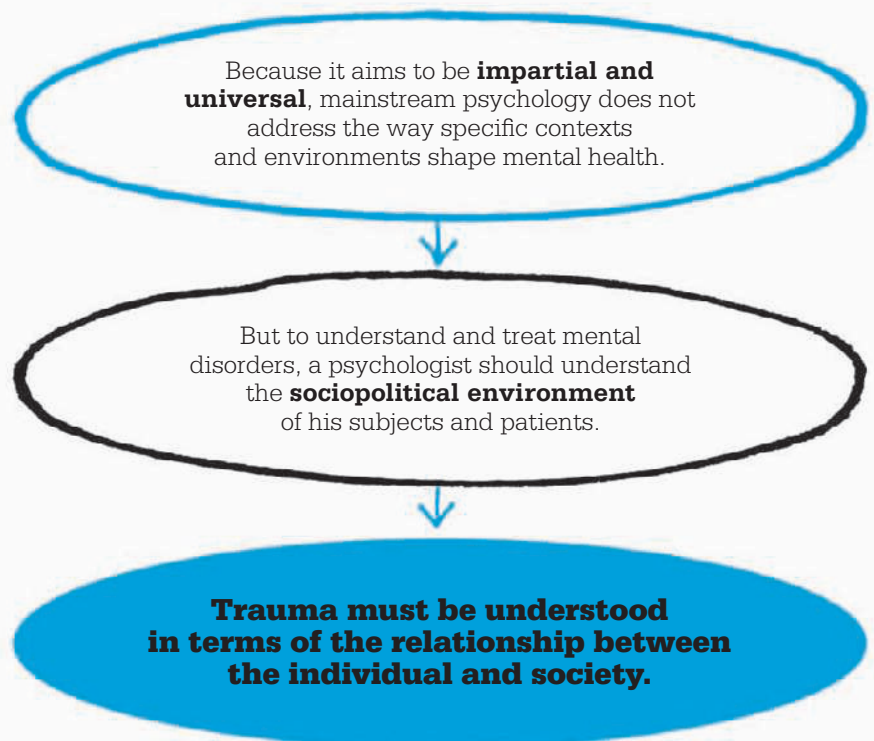 Because it aims to be impartial and
universal, mainstream psychology does not
address the way specific contexts
and environments shape mental health.
But to understand and treat mental
disorders, a psychologist should understand
the sociopolitical environment
of his subjects and patients.
Trauma must be understood
in terms of the relationship between
the individual and society.